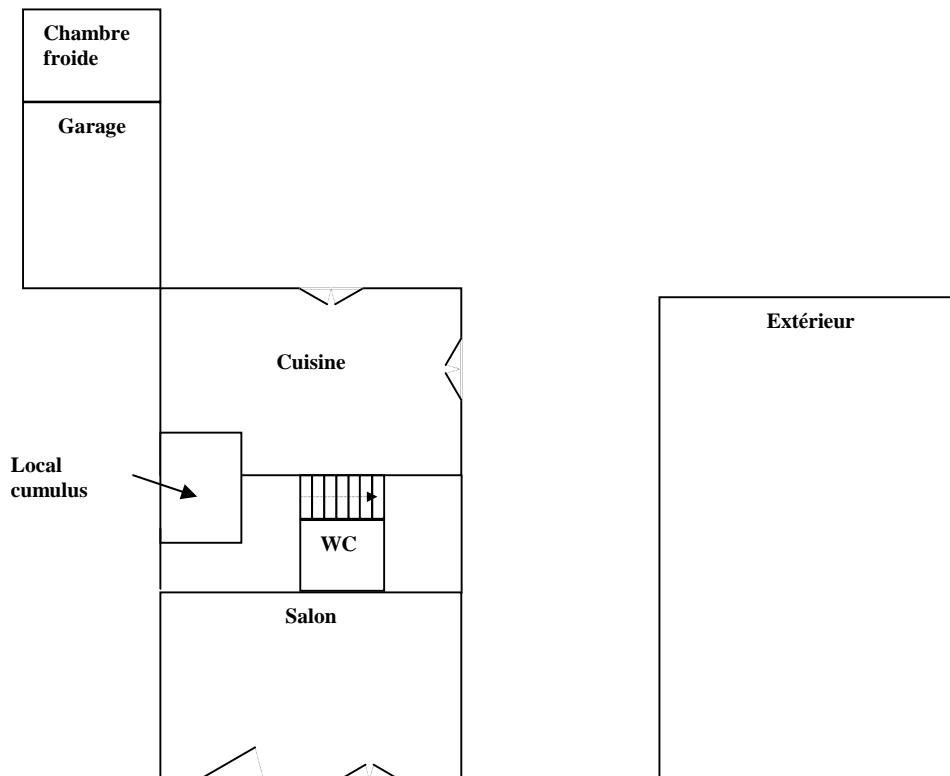 Chambre
froide
Garage
Extérieur
Cuisine
Local
cumulus
WC
Salon